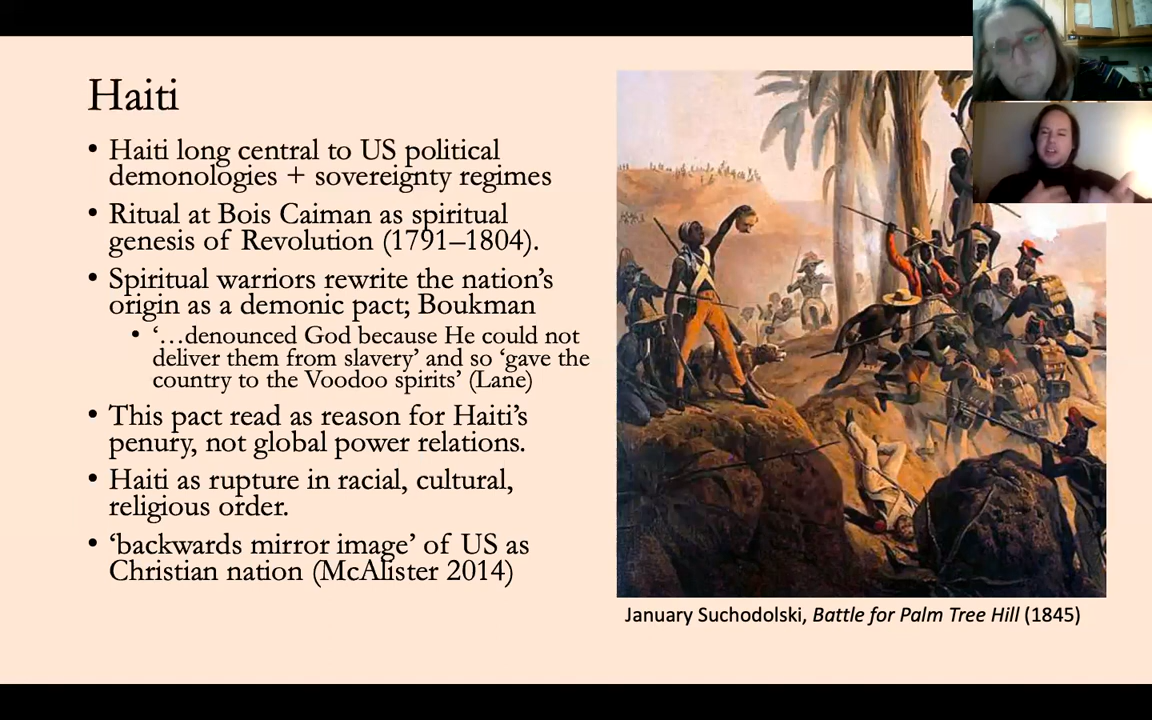 Haiti
• Haiti long central to US political
demonologies + sovereignty regimes
• Ritual at Bois Caiman as spiritual
genesis of Revolution (1791–1804).
• Spiritual warriors rewrite the nation’s
origin as a demonic pact; Boukman
• ‘…denounced God because He could not
deliver them from slavery’ and so ‘gave the
country to the Voodoo spirits’ (Lane)
• This pact read as reason for Haiti’s
penury, not global power relations.
• Haiti as rupture in racial, cultural,
religious order.
• ‘backwards mirror image’ of US as
Christian nation (McAlister 2014)
January Suchodolski, Battle for Palm Tree Hill (1845)